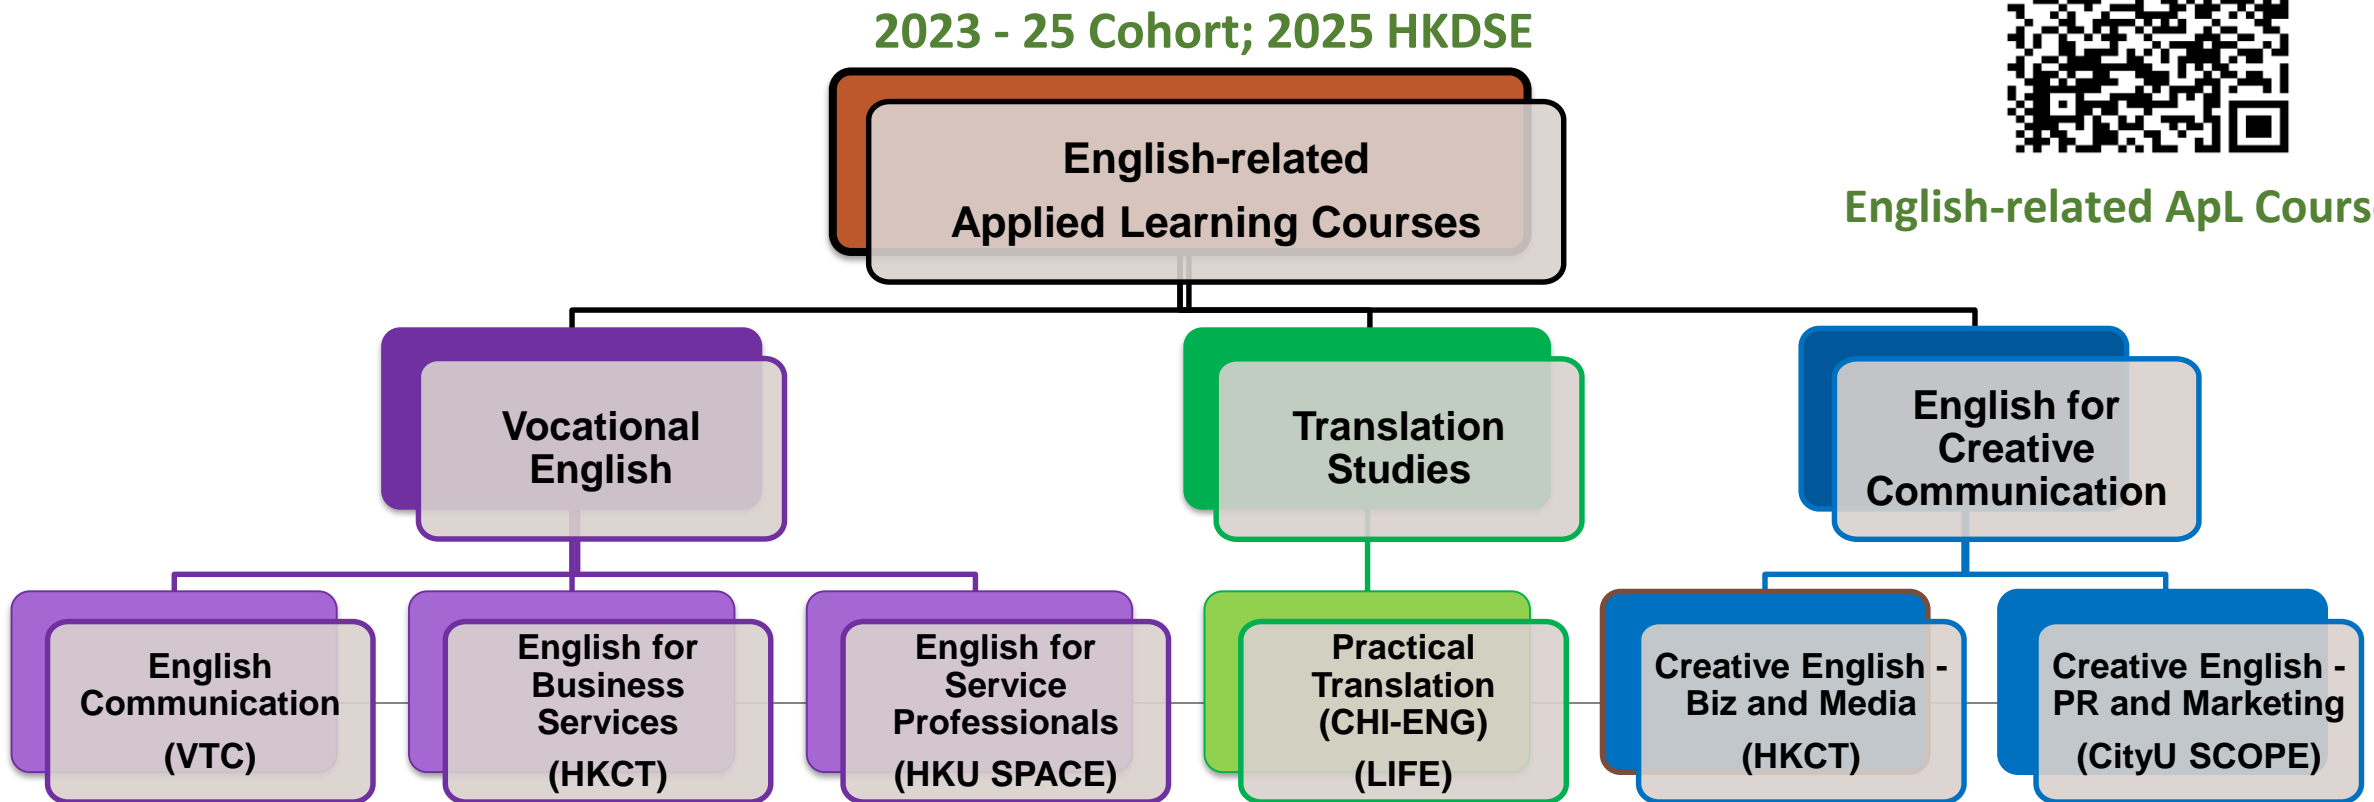 2023 - 25 Cohort; 2025 HKDSE
English-related
Applied Learning Courses
English-related ApL Cours
Vocational
English
Translation
Studies
English for
Creative
Communication
English
Communication
(VTC)
English for
Business
Services
(HKCT)
English for
Service
Professionals
(HKU SPACE)
Practical
Translation
(CHI-ENG)
(LIFE)
Creative English -
Biz and Media
(HKCT)
Creative English -
PR and Marketing
(CityU SCOPE)